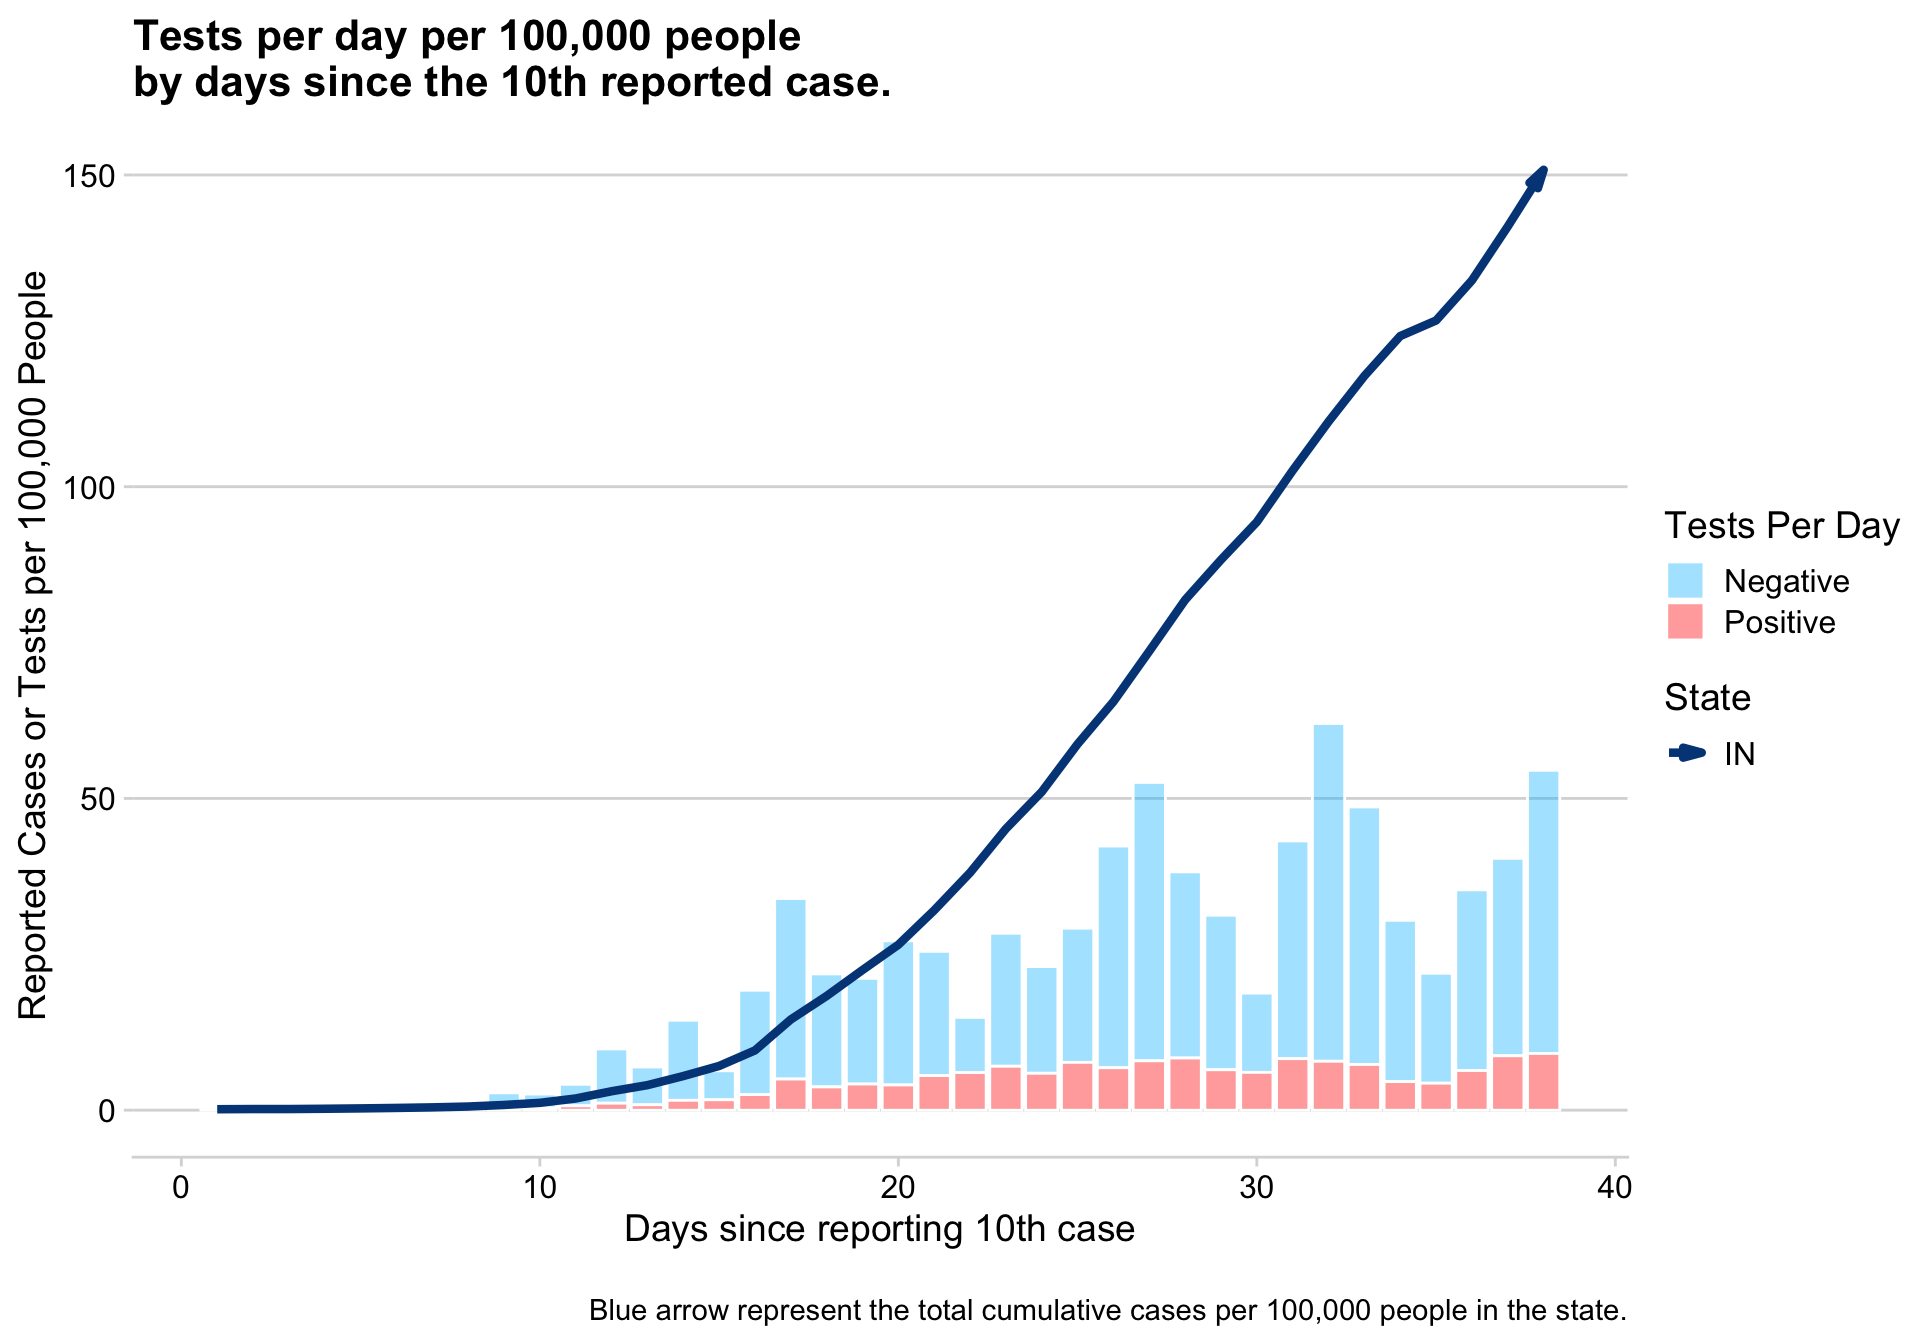 Tests per day per 100,000 people
by days since the 10th reported case.
Reported Cases or Tests per 100,000 People
150
100
50
0
0
10
20
30
40
Days since reporting 10th case
Tests Per Day
Negative
Positive
State
IN
Blue arrow represent the total cumulative cases per 100,000 people in the state.